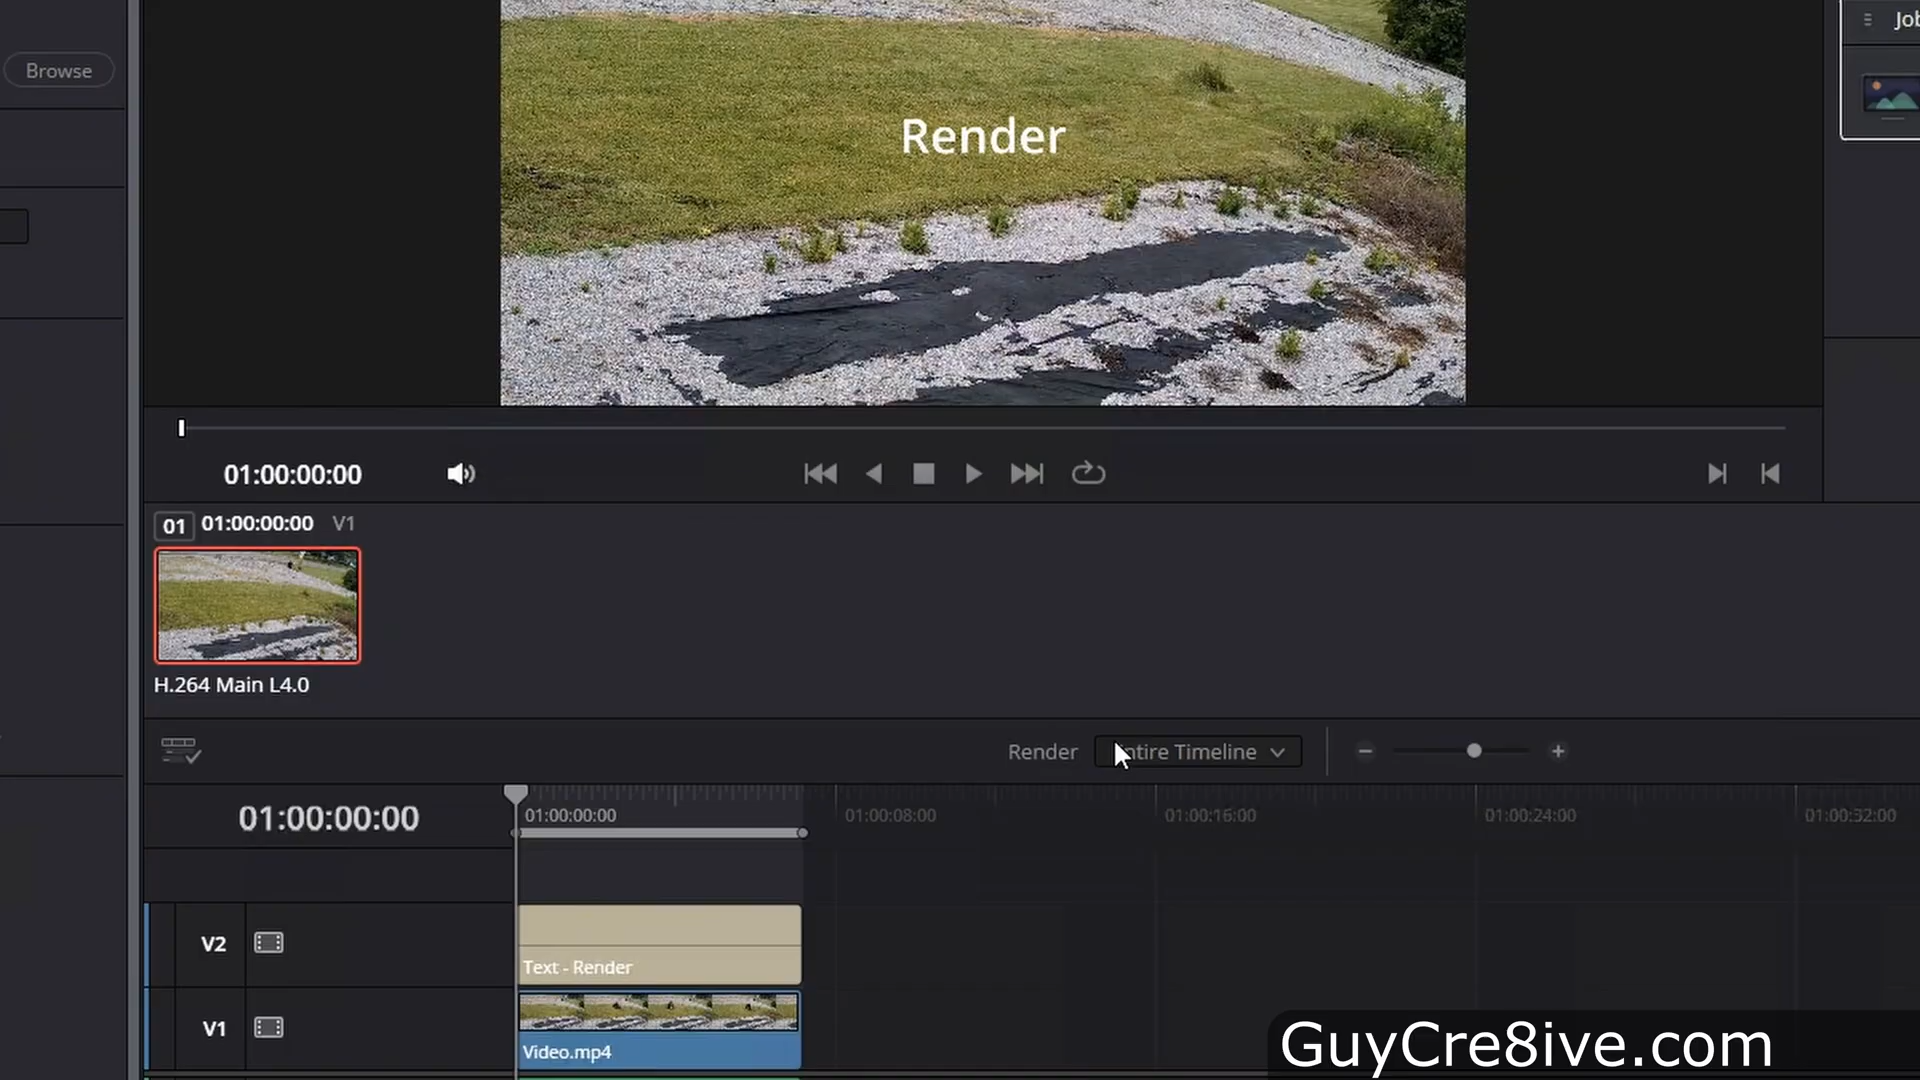 Browse
Job
Render
01:00:00:00
01 01:00:00:00 V1
H.264 Main L4.0
Render Entire Timeline
01:00:00:00
01:00:00:00 01:00:08:00 01:00:16:00 01:00:24:00 01:00:32:00
V2
Text - Render
V1
Video.mp4
GuyCre8ive.com